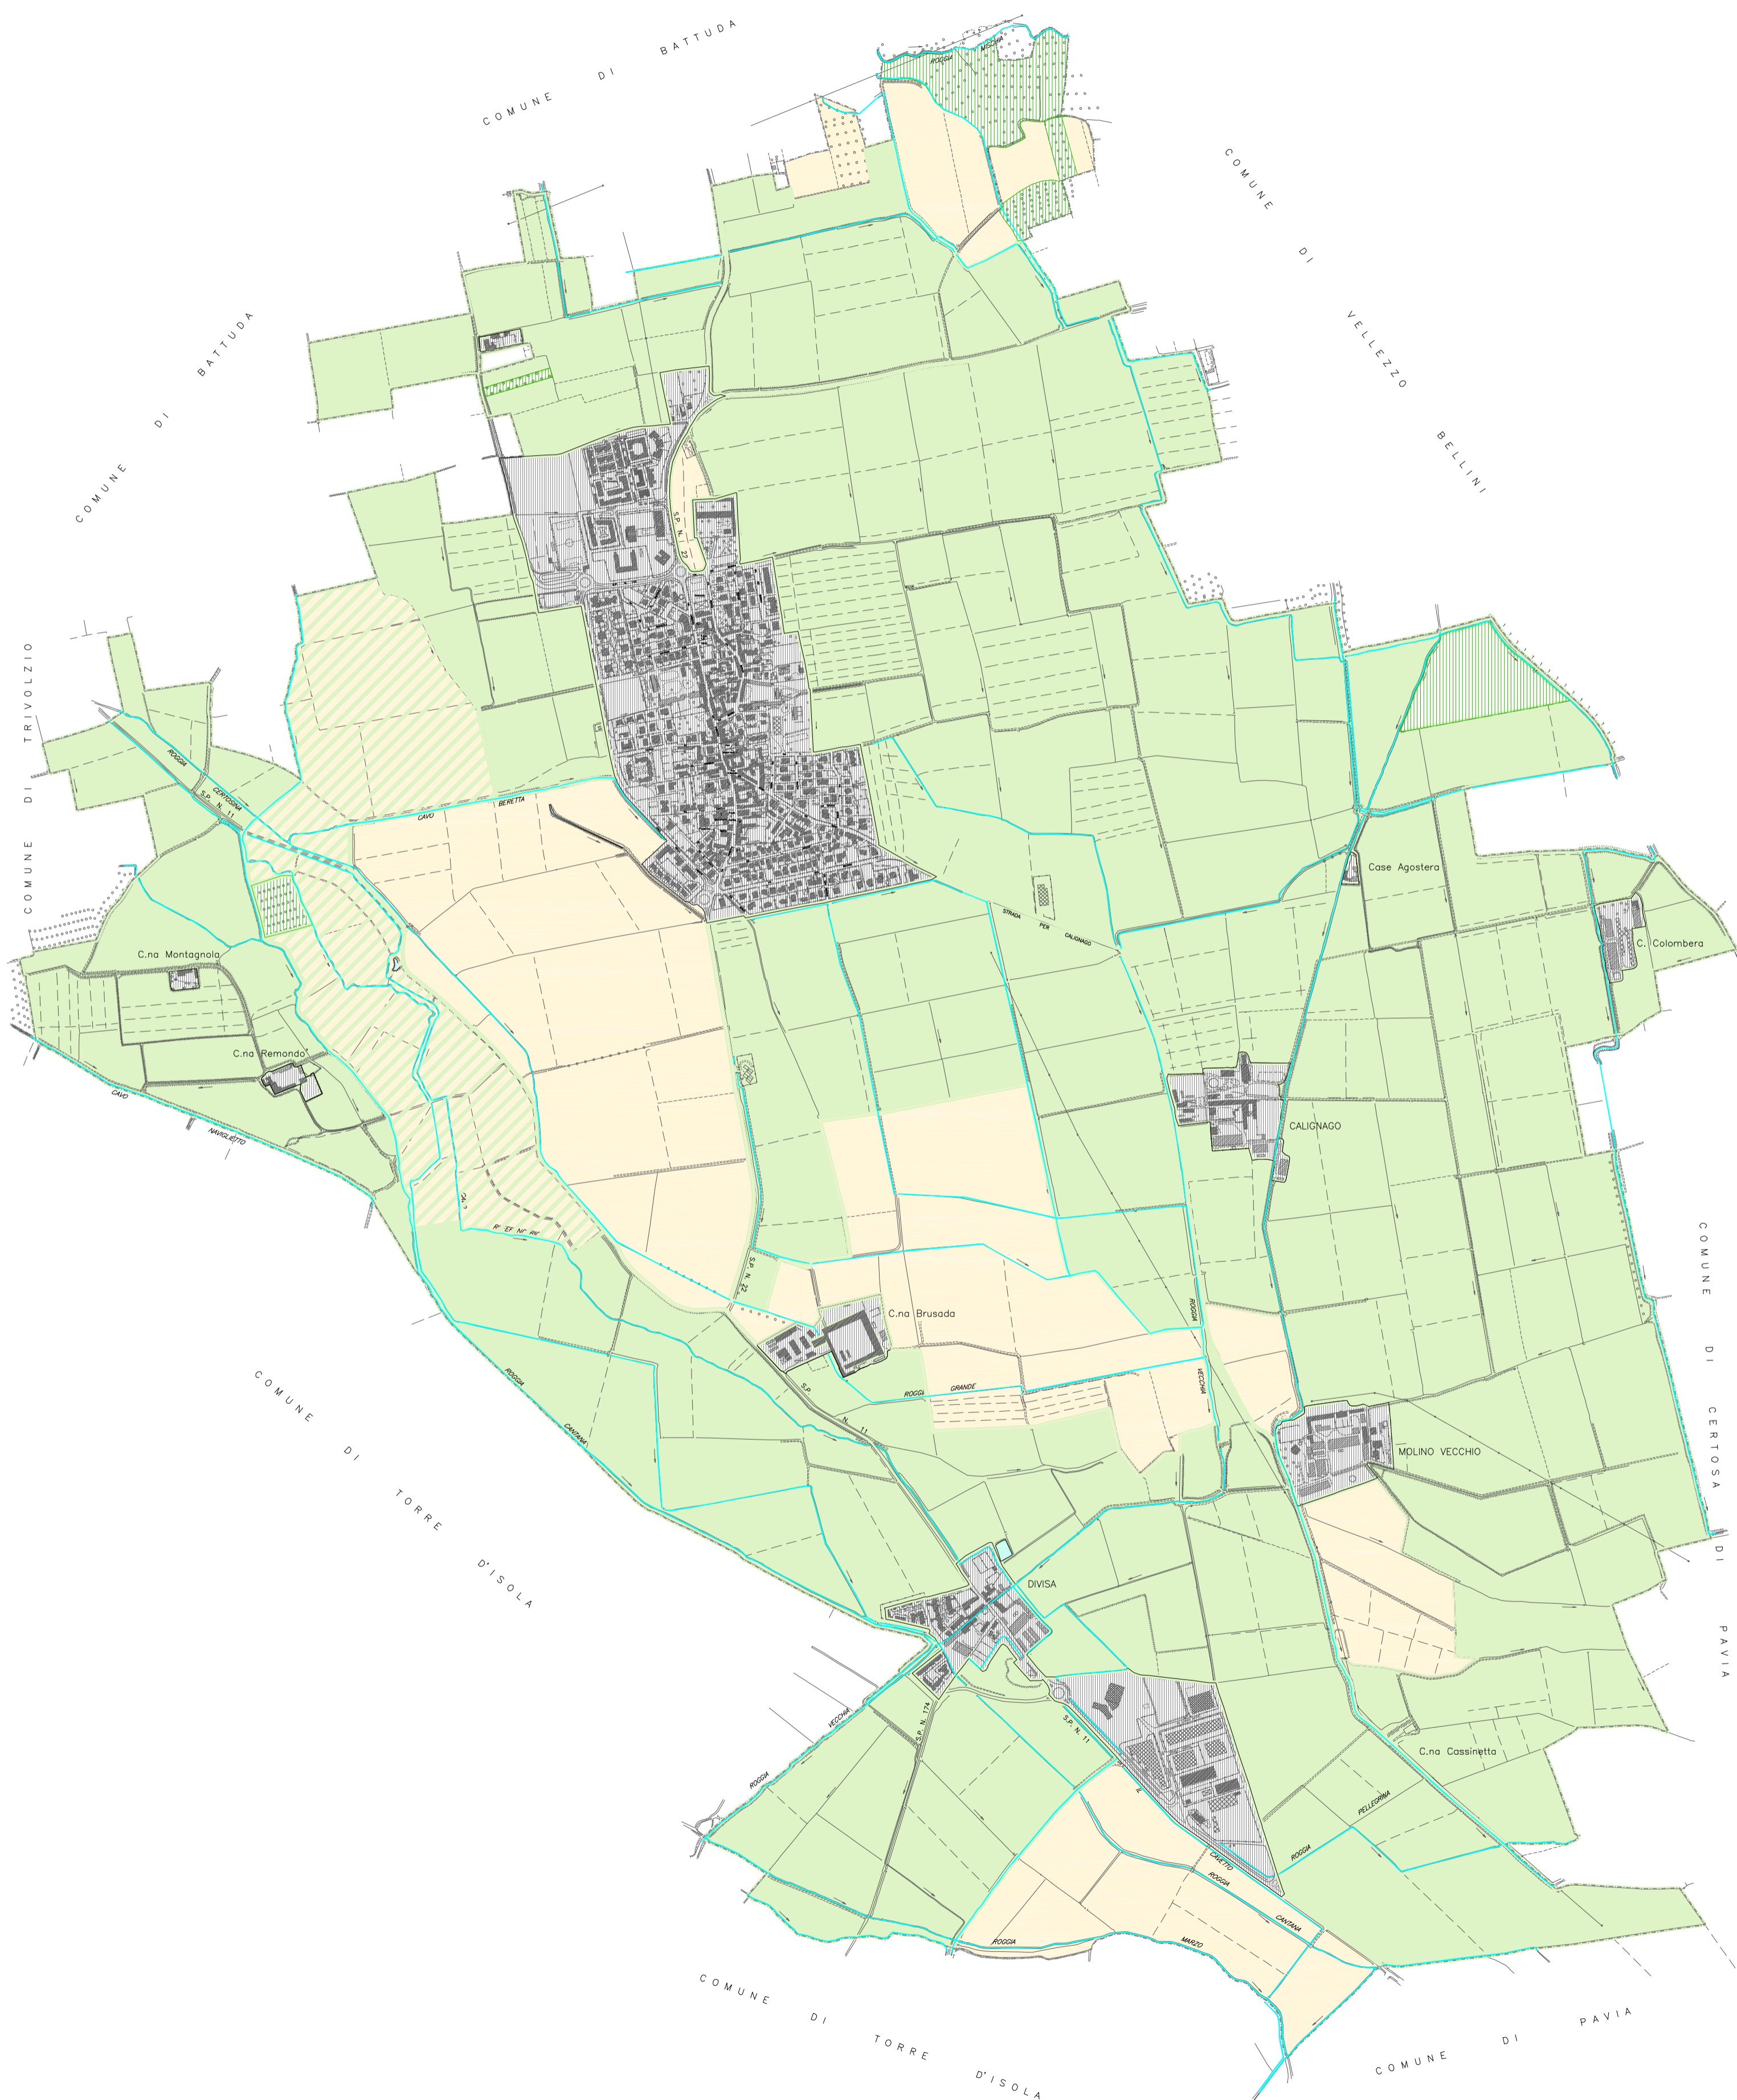 COMUNE DI BATTUDA
ROGGIA MISCHIA
COMUNE DI VELLEZZO BELLINI
COMUNE DI BATTUDA
S.P. N. 22
COMUNE DI TRIVOLZIO
ROGGIA CERTOSINA
S.P. N. 11
CAVO BERETTA
Case Agostera
STRADA PER CALIGNAGO
C. Colombera
C.na Montagnola
C.na Remondo'
CAVO NAVIGLIETTO
CALIGNAGO
S.P. N. 22
C.na Brusada
ROGGIA VECCHIA
ROGGI GRANDE
S.P. N. 11
ROGGIA CANTANA
COMUNE DI CERTOSA DI PAVIA
MOLINO VECCHIO
COMUNE DI TORRE D'ISOLA
DIVISA
ROGGIA VECCHIA
S.P. N. 174
S.P. N. 11
C.na Cassinetta
ROGGIA PELLEGRINA
CAVETTO
ROGGIA CANTANA
ROGGIA MARZO
COMUNE DI TORRE D'ISOLA
COMUNE DI PAVIA